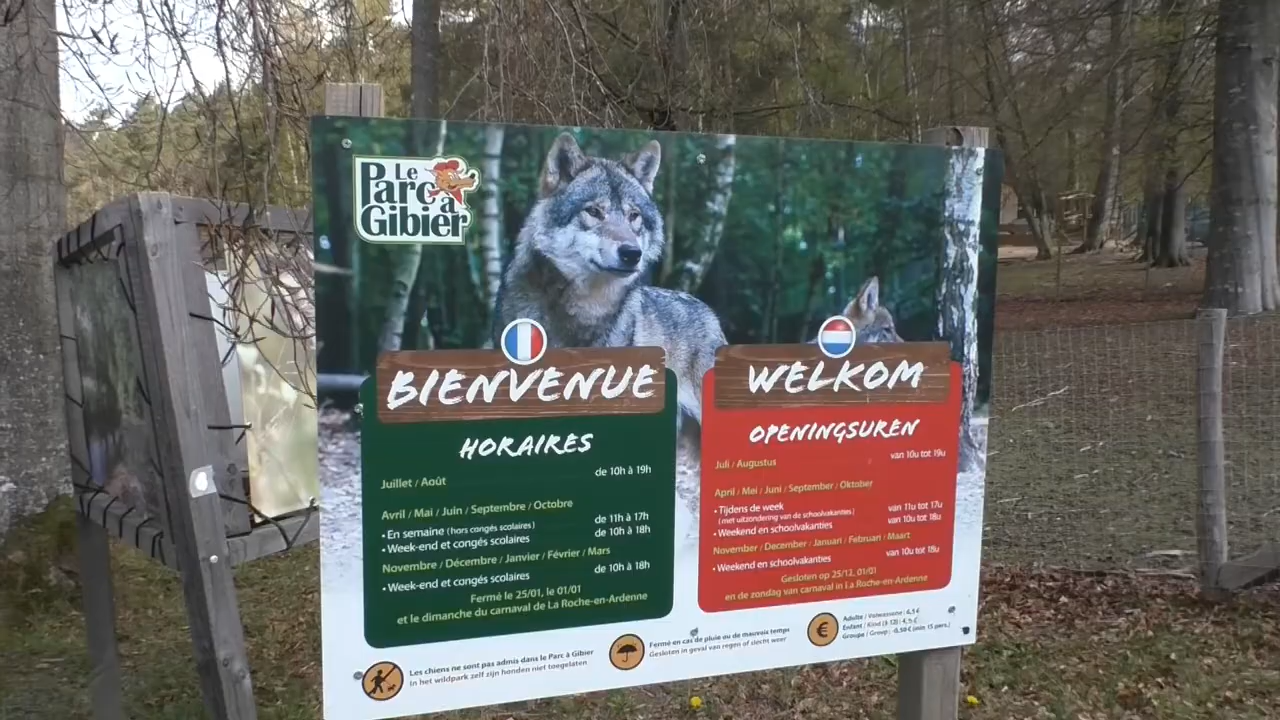 Le
Parc à
Gibier
BIENVENUE
HORAIRES
Juillet / Août de 10h à 19h
Avril / Mai / Juin / Septembre / Octobre
• En semaine (hors congés scolaires) de 11h à 17h
• Week-end et congés scolaires de 10h à 18h
Novembre / Décembre / Janvier / Février / Mars
• Week-end et congés scolaires de 10h à 18h
Fermé le 25/01, le 01/01
et le dimanche du carnaval de La Roche-en-Ardenne
WELKOM
OPENINGSUREN
Juli / Augustus van 10u tot 19u
April / Mei / Juni / September / Oktober
• Tijdens de week van 11u tot 17u
(met uitzondering van de schoolvakanties)
• Weekend en schoolvakanties van 10u tot 18u
November / December / Januari / Februari / Maart
• Weekend en schoolvakanties van 10u tot 18u
Gesloten op 25/12, 01/01
en de zondag van carnaval in La Roche-en-Ardenne
Les chiens ne sont pas admis dans le Parc à Gibier
In het wildpark zelf zijn honden niet toegelaten
Fermé en cas de pluie ou de mauvais temps
Gesloten in geval van regen of slecht weer
€
Adulte / Volwassene :
Enfant / Kind (≤ 12) :
Groupe / Groep : -0,50 € (min 15 pers.)